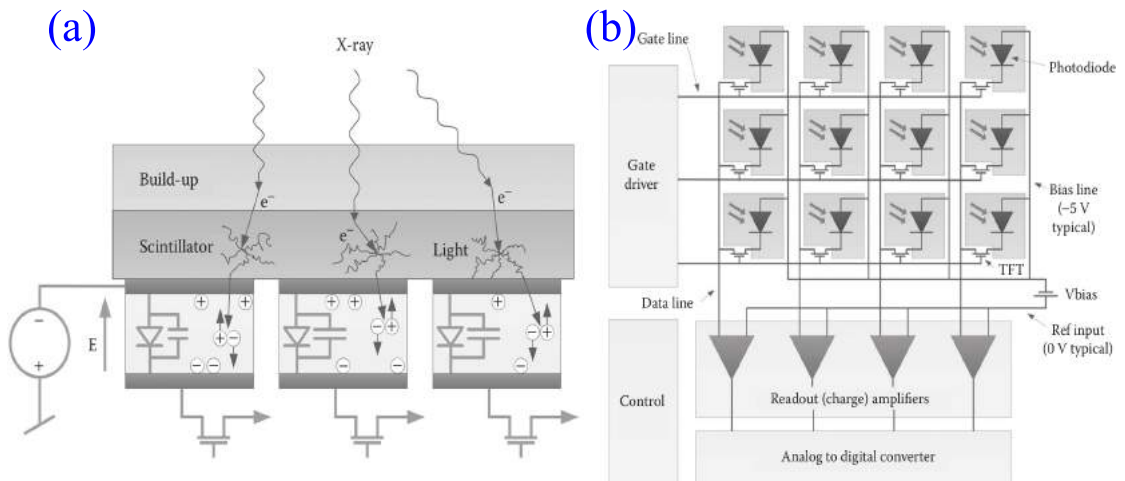 (a)
X-ray
Build-up
e−
e−
Scintillator
e−
Light
−
+
E
+ +
+ +
+ +
+ −
− +
− +
− −
−
−
(b)
Gate line
Photodiode
Gate
driver
Bias line
(−5 V
typical)
TFT
Data line
Vbias
Ref input
(0 V typical)
Control
Readout (charge) amplifiers
Analog to digital converter